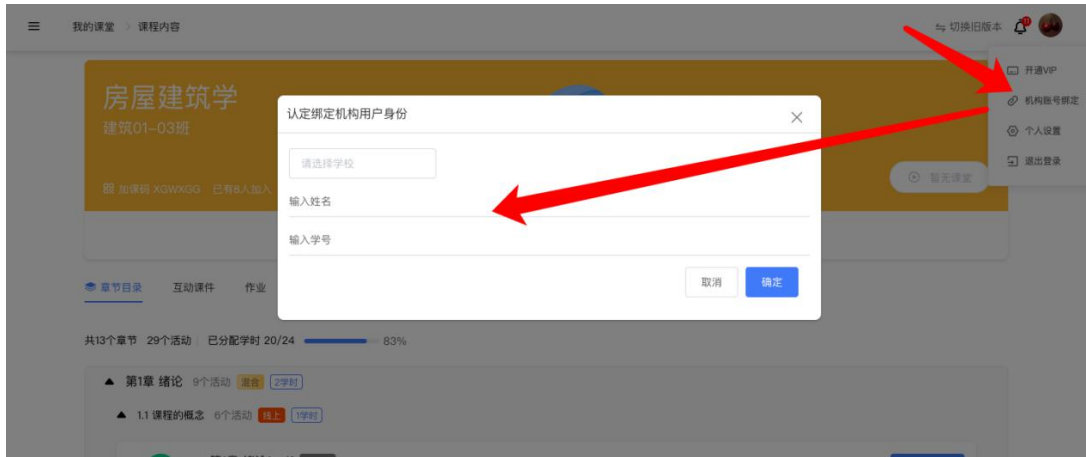 我的课堂 > 课程内容
切换旧版本
11
开通VIP
机构账号绑定
个人设置
退出登录
房屋建筑学
建筑01-03班
加课码 XGWXGG 已有8人加入
暂无课堂
认定绑定机构用户身份
请选择学校
输入姓名
输入学号
取消 确定
章节目录 互动课件 作业
共13个章节 29个活动 已分配学时 20/24 83%
第1章 绪论 9个活动 混合 2学时
1.1 课程的概念 6个活动 线上 1学时